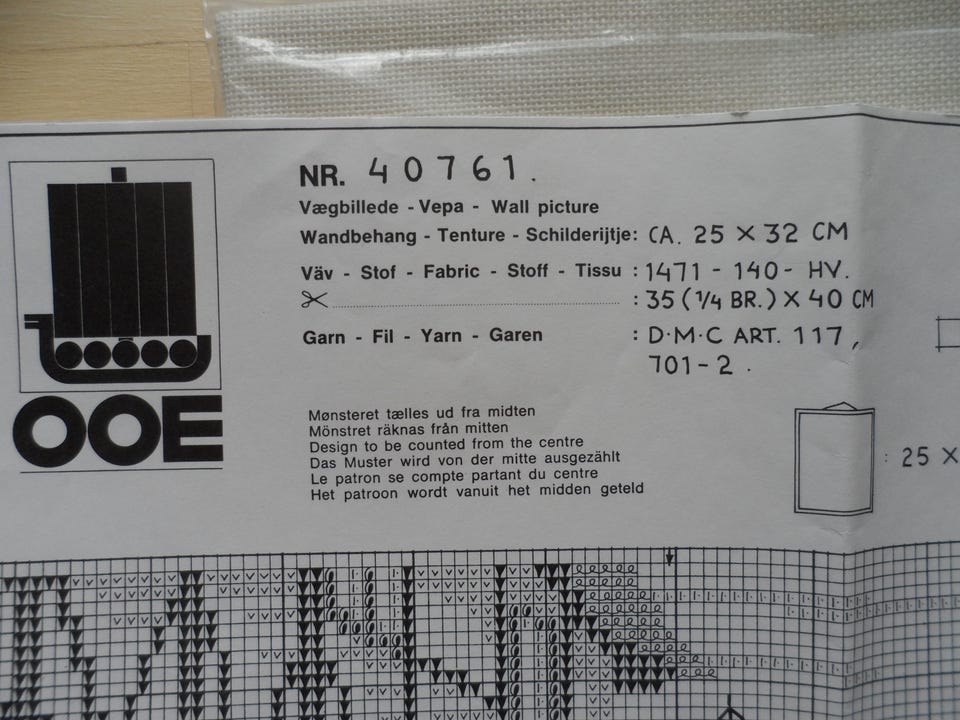 OOE
NR. 40761.
Vægbillede - Vepa - Wall picture
Wandbehang - Tenture - Schilderijtje: CA. 25 X 32 CM
Väv - Stof - Fabric - Stoff - Tissu : 1471 - 140 - HV.
: 35 (1/4 BR.) X 40 CM
Garn - Fil - Yarn - Garen : D·M·C ART. 117,
701-2.
Mønsteret tælles ud fra midten
Mönstret räknas från mitten
Design to be counted from the centre
Das Muster wird von der mitte ausgezählt
Le patron se compte partant du centre
Het patroon wordt vanuit het midden geteld
: 25 X